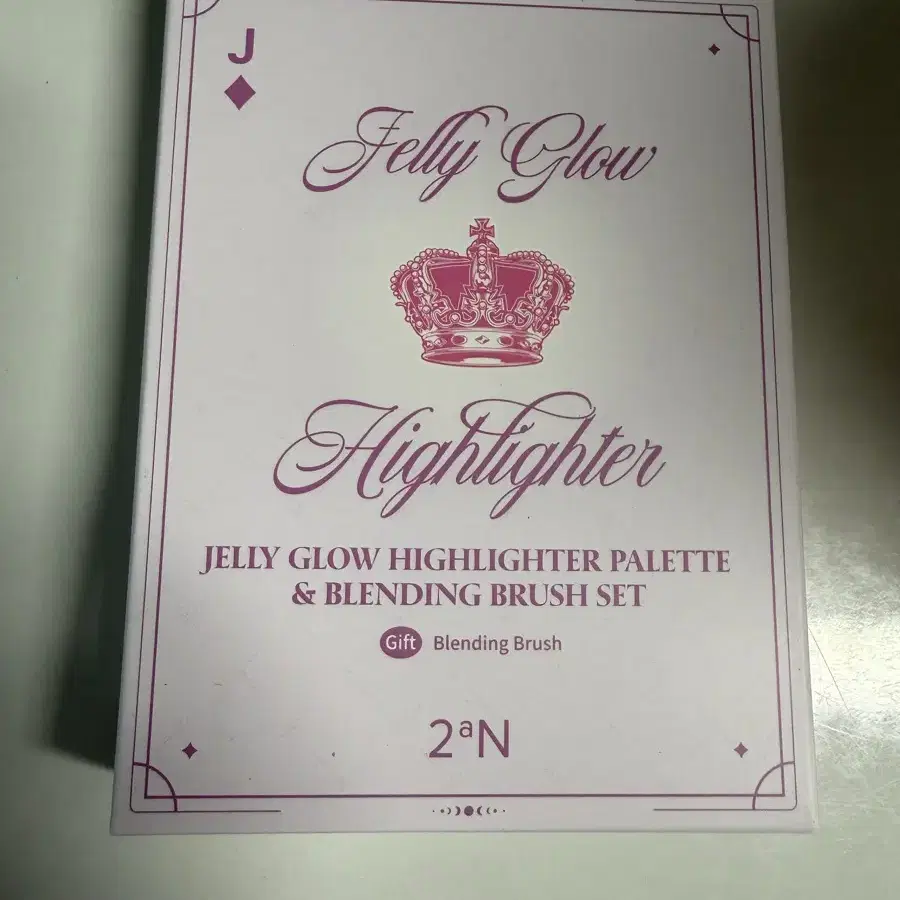 J
Jelly Glow
Highlighter
JELLY GLOW HIGHLIGHTER PALETTE
& BLENDING BRUSH SET
Gift Blending Brush
2ªN